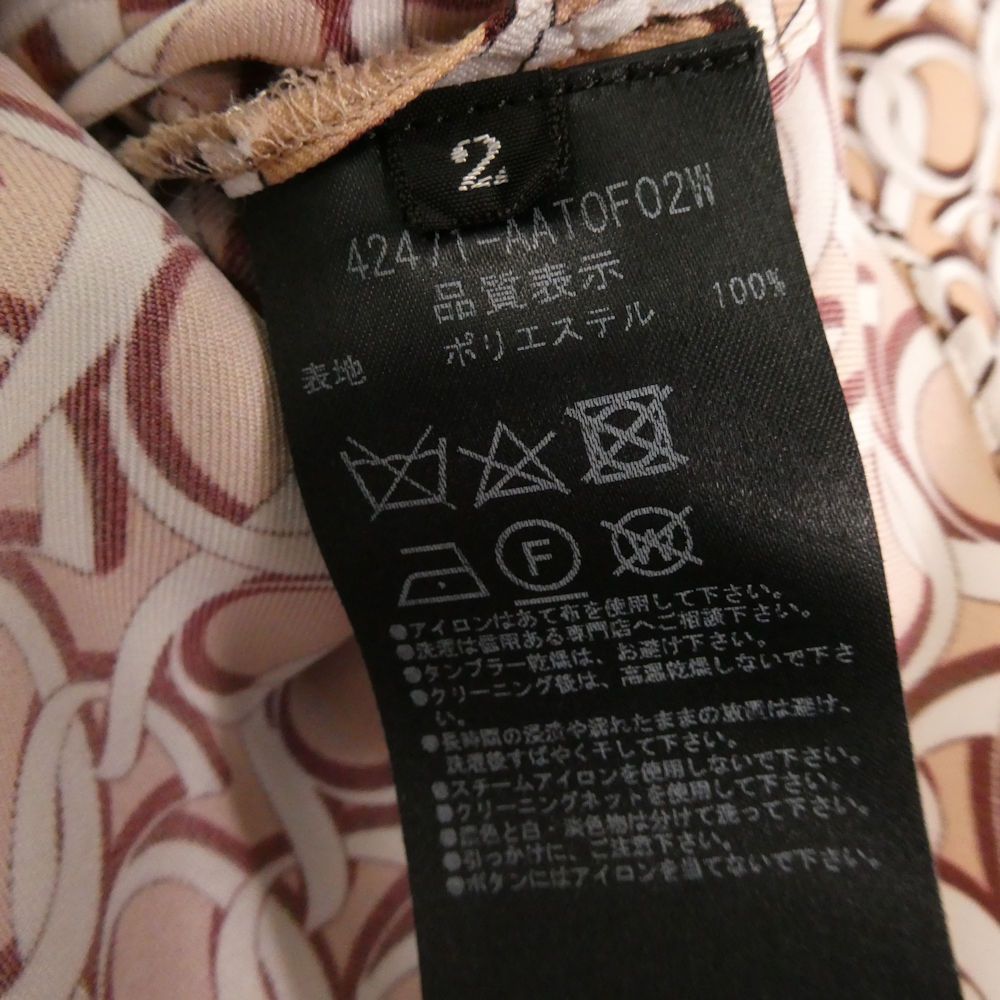 2
42471-AAT0F02W
品質表示
表地 ポリエステル 100%
F
W
●アイロンはあて布を使用して下さい。
●洗濯は信用ある専門店へご相談下さい。
●タンブラー乾燥は、お避け下さい。
●クリーニング後は、高温乾燥しないで下さ
い。
●長時間の浸漬や濡れたままの放置は避け、
洗濯後すばやく干して下さい。
●スチームアイロンを使用しないで下さい。
●クリーニングネットを使用して下さい。
●濃色と白・淡色物は分けて洗って下さい。
●引っかけに、ご注意下さい。
●ボタンにはアイロンを当てないで下さい。